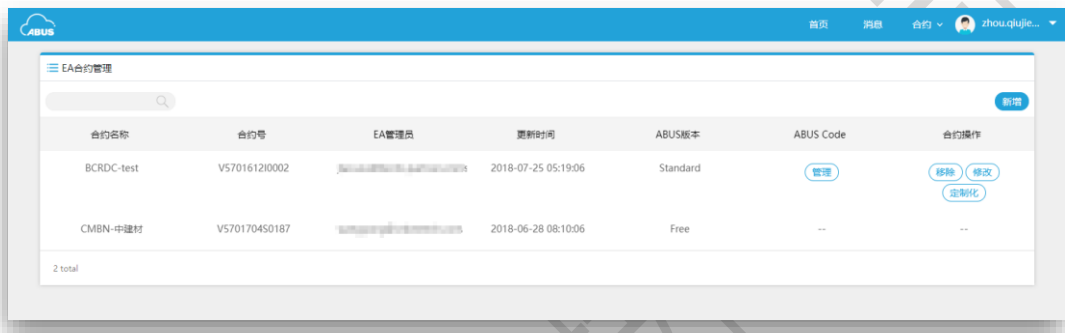 ABUS
首页 消息 合约 zhou.qiujie...
EA合约管理
新增
合约名称 合约号 EA管理员 更新时间 ABUS版本 ABUS Code 合约操作
BCRDC-test VS701612I0002 2018-07-25 05:19:06 Standard 管理 移除 修改
定制化
CMBN-中建材 VS701704S0187 2018-06-28 08:10:06 Free -- --
2 total